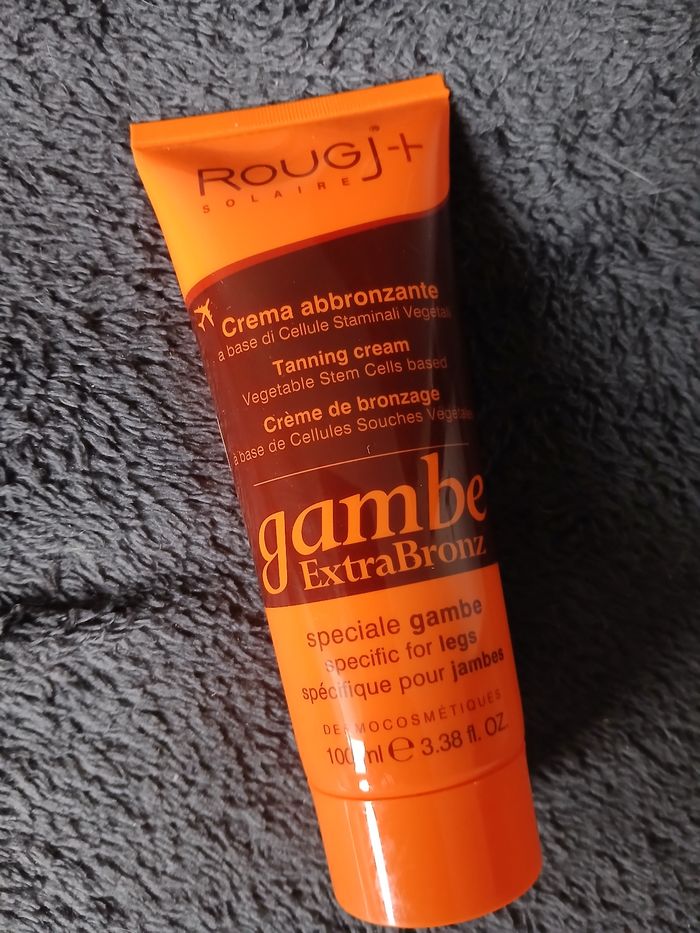 ROUGJ+
SOLAIRE
Crema abbronzante
a base di Cellule Staminali Vegetali
Tanning cream
Vegetable Stem Cells based
Crème de bronzage
a base de Cellules Souches Végétales
gambe
ExtraBronz
speciale gambe
specific for legs
spécifique pour jambes
DERMOCOSMÉTIQUES
100 ml e 3.38 fl. OZ.